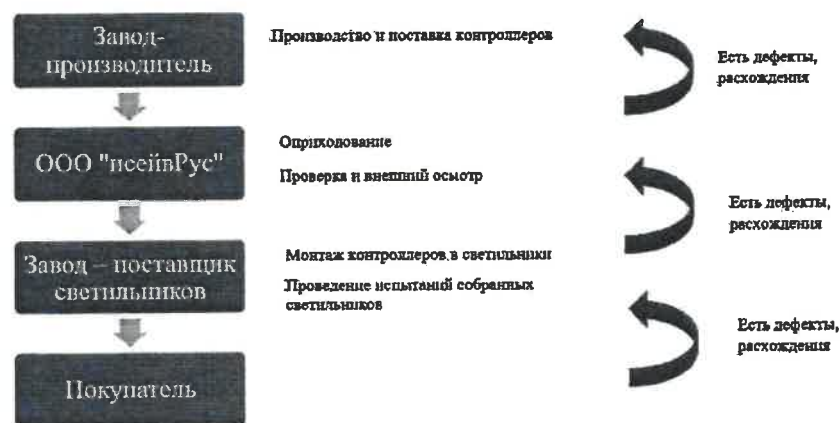 Завод-
производитель
Производство и поставка контроллеров
Есть дефекты,
расхождения
ООО "нсейвРус"
Оприходование
Проверка и внешний осмотр
Есть дефекты,
расхождения
Завод – поставщик
светильников
Монтаж контроллеров в светильники
Проведение испытаний собранных
светильников
Есть дефекты,
расхождения
Покупатель